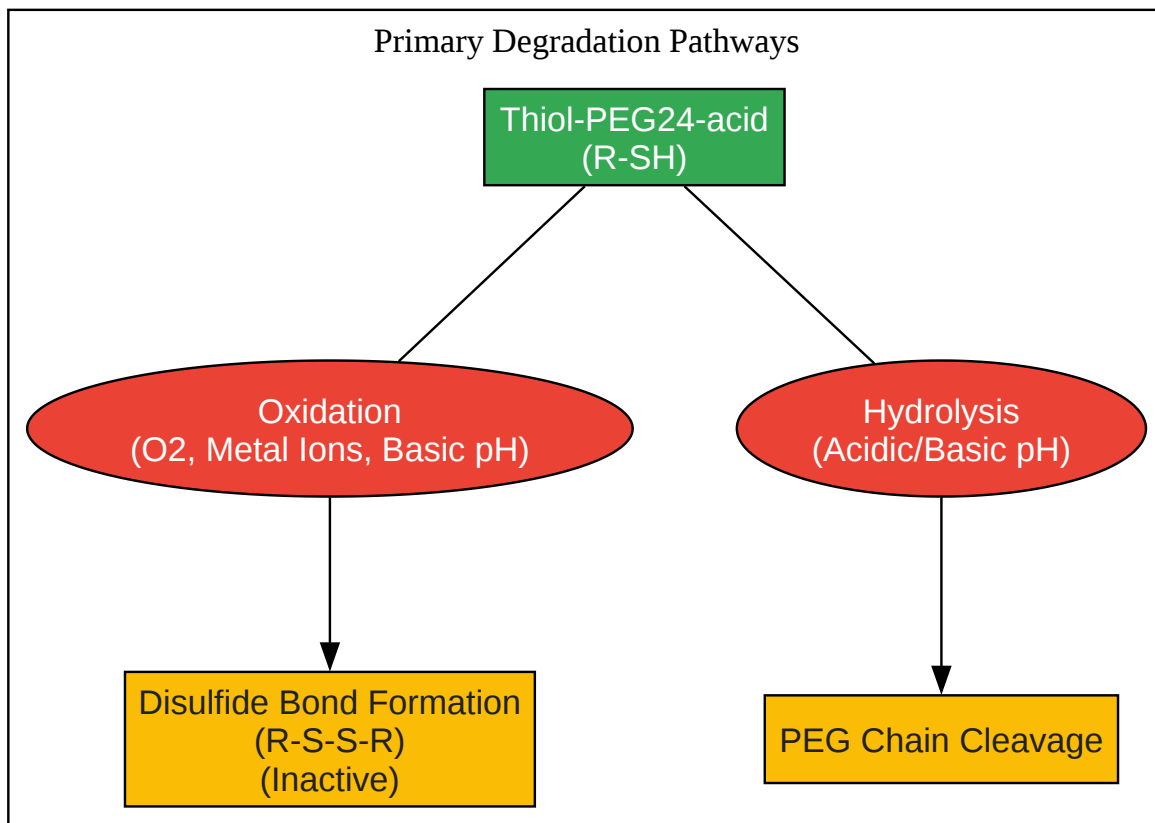 Primary Degradation Pathways
Thiol-PEG24-acid
(R-SH)
Oxidation
(O2, Metal Ions, Basic pH)
Hydrolysis
(Acidic/Basic pH)
Disulfide Bond Formation
(R-S-S-R)
(Inactive)
PEG Chain Cleavage